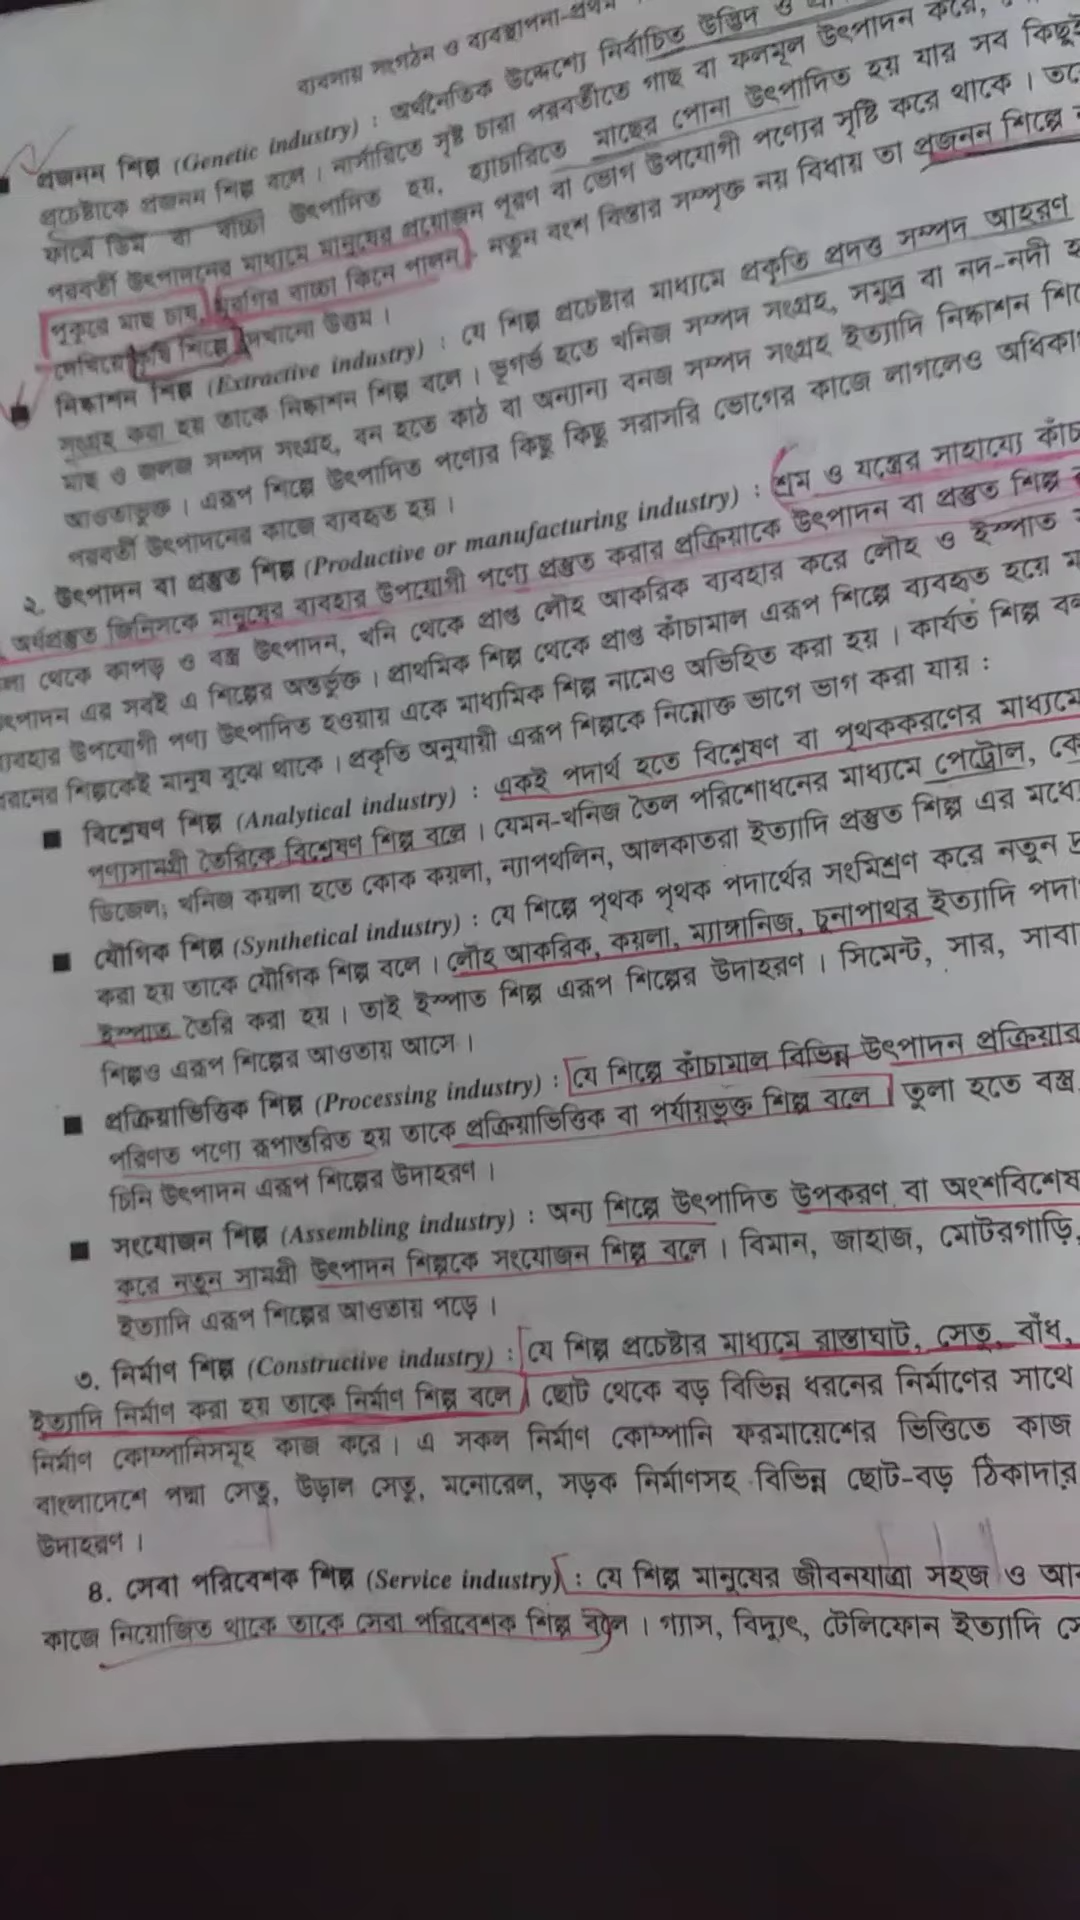 ব্যবসায় সংগঠন ও ব্যবস্থাপনা-প্রথম
■ প্রজনন শিল্প (Genetic industry) : অর্থনৈতিক উদ্দেশ্যে নির্বাচিত উদ্ভিদ ও
প্রচেষ্টাকে প্রজনন শিল্প বলে। নার্সারিতে সৃষ্ট চারা পরবর্তীতে গাছ বা ফলমূল উৎপাদন করে,
ফার্মে ডিম বা বাচ্চা উৎপাদিত হয়, হ্যাচারিতে মাছের পোনা উৎপাদিত হয় যার সব কিছুই
পরবর্তী উৎপাদনের মাধ্যমে মানুষের প্রয়োজন পূরণ বা ভোগ উপযোগী পণ্যের সৃষ্টি করে থাকে। তবে
পুকুরে মাছ চাষ, মুরগির বাচ্চা কিনে পালন নতুন বংশ বিস্তার সম্পৃক্ত নয় বিধায় তা প্রজনন শিল্পে
দেখিয়ে কৃষি শিল্পে দেখানো উত্তম।
■ নিষ্কাশন শিল্প (Extractive industry) : যে শিল্প প্রচেষ্টার মাধ্যমে প্রকৃতি প্রদত্ত সম্পদ আহরণ
সংগ্রহ করা হয় তাকে নিষ্কাশন শিল্প বলে। ভূগর্ভ হতে খনিজ সম্পদ সংগ্রহ, সমুদ্র বা নদ-নদী
মাছ ও জলজ সম্পদ সংগ্রহ, বন হতে কাঠ বা অন্যান্য বনজ সম্পদ সংগ্রহ ইত্যাদি নিষ্কাশন
আওতাভুক্ত। এরূপ শিল্পে উৎপাদিত পণ্যের কিছু কিছু সরাসরি ভোগের কাজে লাগলেও
পরবর্তী উৎপাদনের কাজে ব্যবহৃত হয়।
২. উৎপাদন বা প্রস্তুত শিল্প (Productive or manufacturing industry) : শ্রম ও যন্ত্রের সাহায্যে
অর্ধপ্রস্তুত জিনিসকে মানুষের ব্যবহার উপযোগী পণ্যে প্রস্তুত করার প্রক্রিয়াকে উৎপাদন বা প্রস্তুত শিল্প
থেকে কাপড় ও বস্ত্র উৎপাদন, খনি থেকে প্রাপ্ত লৌহ আকরিক ব্যবহার করে লৌহ ও ইস্পাত
এর সবই এ শিল্পের অন্তর্ভুক্ত। প্রাথমিক শিল্প থেকে প্রাপ্ত কাঁচামাল এরূপ শিল্পে ব্যবহৃত হয়ে
উপযোগী পণ্য উৎপাদিত হওয়ায় একে মাধ্যমিক শিল্প নামেও অভিহিত করা হয়। কার্যত শিল্প
শিল্পকেই মানুষ বুঝে থাকে। প্রকৃতি অনুযায়ী এরূপ শিল্পকে নিম্নোক্ত ভাগে ভাগ করা যায় :
■ বিশ্লেষণ শিল্প (Analytical industry) : একই পদার্থ হতে বিশ্লেষণ বা পৃথককরণের মাধ্যমে
পণ্যসামগ্রী তৈরিকে বিশ্লেষণ শিল্প বলে। যেমন-খনিজ তৈল পরিশোধনের মাধ্যমে পেট্রোল,
ডিজেল; খনিজ কয়লা হতে কোক কয়লা, ন্যাপথলিন, আলকাতরা ইত্যাদি প্রস্তুত শিল্প এর মধ্যে
■ যৌগিক শিল্প (Synthetical industry) : যে শিল্পে পৃথক পৃথক পদার্থের সংমিশ্রণ করে নতুন
করা হয় তাকে যৌগিক শিল্প বলে। লৌহ আকরিক, কয়লা, ম্যাঙ্গানিজ, চুনাপাথর ইত্যাদি
ইস্পাত তৈরি করা হয়। তাই ইস্পাত শিল্প এরূপ শিল্পের উদাহরণ। সিমেন্ট, সার,
শিল্পও এরূপ শিল্পের আওতায় আসে।
■ প্রক্রিয়াভিত্তিক শিল্প (Processing industry) : যে শিল্পে কাঁচামাল বিভিন্ন উৎপাদন প্রক্রিয়ার
পরিণত পণ্যে রূপান্তরিত হয় তাকে প্রক্রিয়াভিত্তিক বা পর্যায়ভুক্ত শিল্প বলে। তুলা হতে বস্ত্র
চিনি উৎপাদন এরূপ শিল্পের উদাহরণ।
■ সংযোজন শিল্প (Assembling industry) : অন্য শিল্পে উৎপাদিত উপকরণ বা অংশবিশেষ
করে নতুন সামগ্রী উৎপাদন শিল্পকে সংযোজন শিল্প বলে। বিমান, জাহাজ, মোটরগাড়ি,
ইত্যাদি এরূপ শিল্পের আওতায় পড়ে।
৩. নির্মাণ শিল্প (Constructive industry) : যে শিল্প প্রচেষ্টার মাধ্যমে রাস্তাঘাট, সেতু, বাঁধ,
ইত্যাদি নির্মাণ করা হয় তাকে নির্মাণ শিল্প বলে। ছোট থেকে বড় বিভিন্ন ধরনের নির্মাণের সাথে
নির্মাণ কোম্পানিসমূহ কাজ করে। এ সকল নির্মাণ কোম্পানি ফরমায়েশের ভিত্তিতে কাজ
বাংলাদেশে পদ্মা সেতু, উড়াল সেতু, মনোরেল, সড়ক নির্মাণসহ বিভিন্ন ছোট-বড় ঠিকাদার
উদাহরণ।
৪. সেবা পরিবেশক শিল্প (Service industry) : যে শিল্প মানুষের জীবনযাত্রা সহজ ও
কাজে নিয়োজিত থাকে তাকে সেবা পরিবেশক শিল্প বলে। গ্যাস, বিদ্যুৎ, টেলিফোন ইত্যাদি